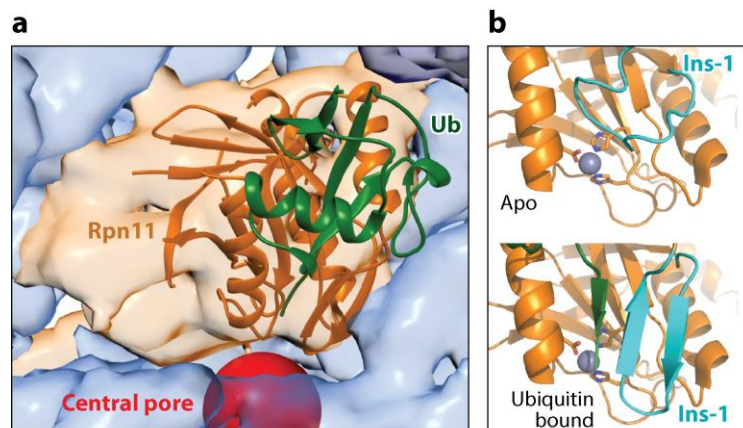 a
Ub
Rpn11
Central pore
b
Ins-1
Apo
Ubiquitin
bound
Ins-1